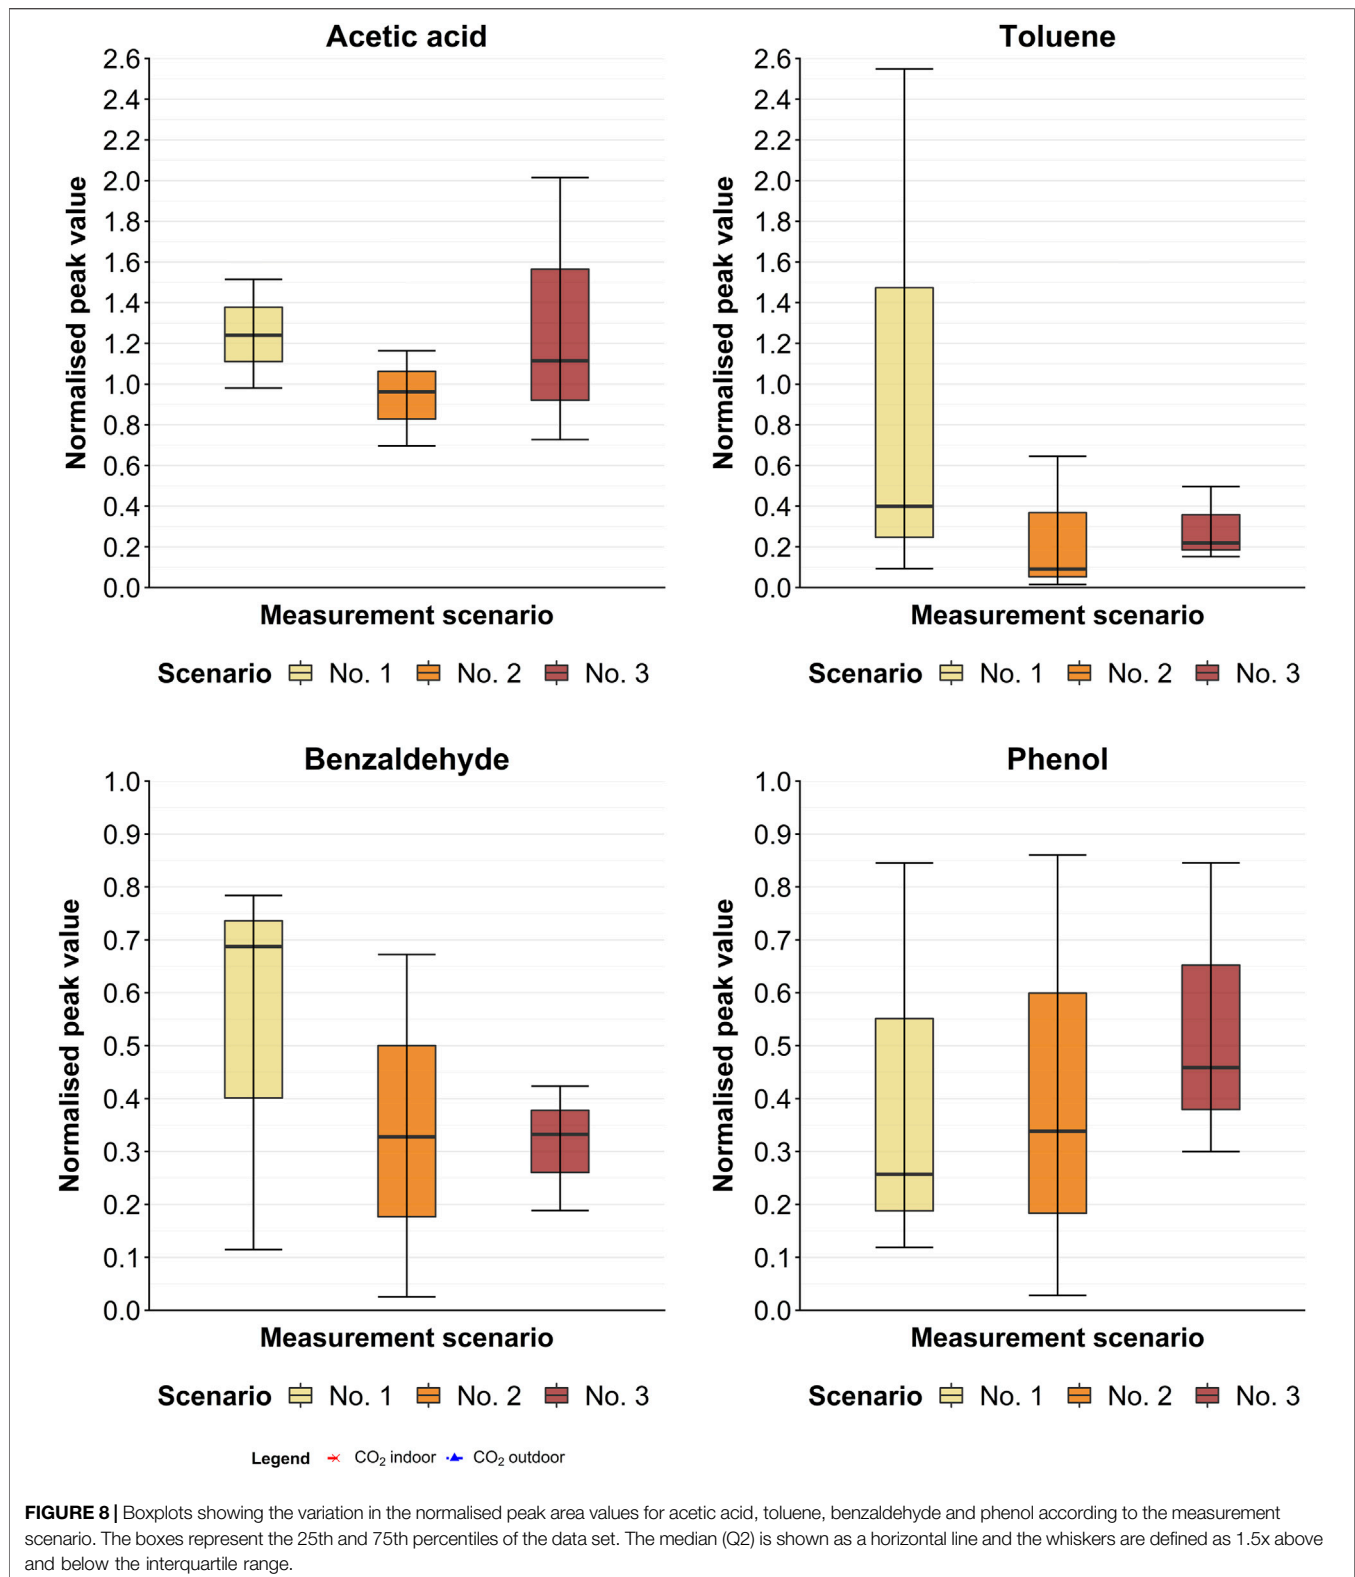 Acetic acid
Normalised peak value
2.6
2.4
2.2
2.0
1.8
1.6
1.4
1.2
1.0
0.8
0.6
0.4
0.2
0.0
Measurement scenario
Scenario No. 1 No. 2 No. 3
Toluene
Normalised peak value
2.6
2.4
2.2
2.0
1.8
1.6
1.4
1.2
1.0
0.8
0.6
0.4
0.2
0.0
Measurement scenario
Scenario No. 1 No. 2 No. 3
Benzaldehyde
Normalised peak value
1.0
0.9
0.8
0.7
0.6
0.5
0.4
0.3
0.2
0.1
0.0
Measurement scenario
Scenario No. 1 No. 2 No. 3
Phenol
Normalised peak value
1.0
0.9
0.8
0.7
0.6
0.5
0.4
0.3
0.2
0.1
0.0
Measurement scenario
Scenario No. 1 No. 2 No. 3
Legend CO₂ indoor CO₂ outdoor
FIGURE 8 | Boxplots showing the variation in the normalised peak area values for acetic acid, toluene, benzaldehyde and phenol according to the measurement
scenario. The boxes represent the 25th and 75th percentiles of the data set. The median (Q2) is shown as a horizontal line and the whiskers are defined as 1.5x above
and below the interquartile range.